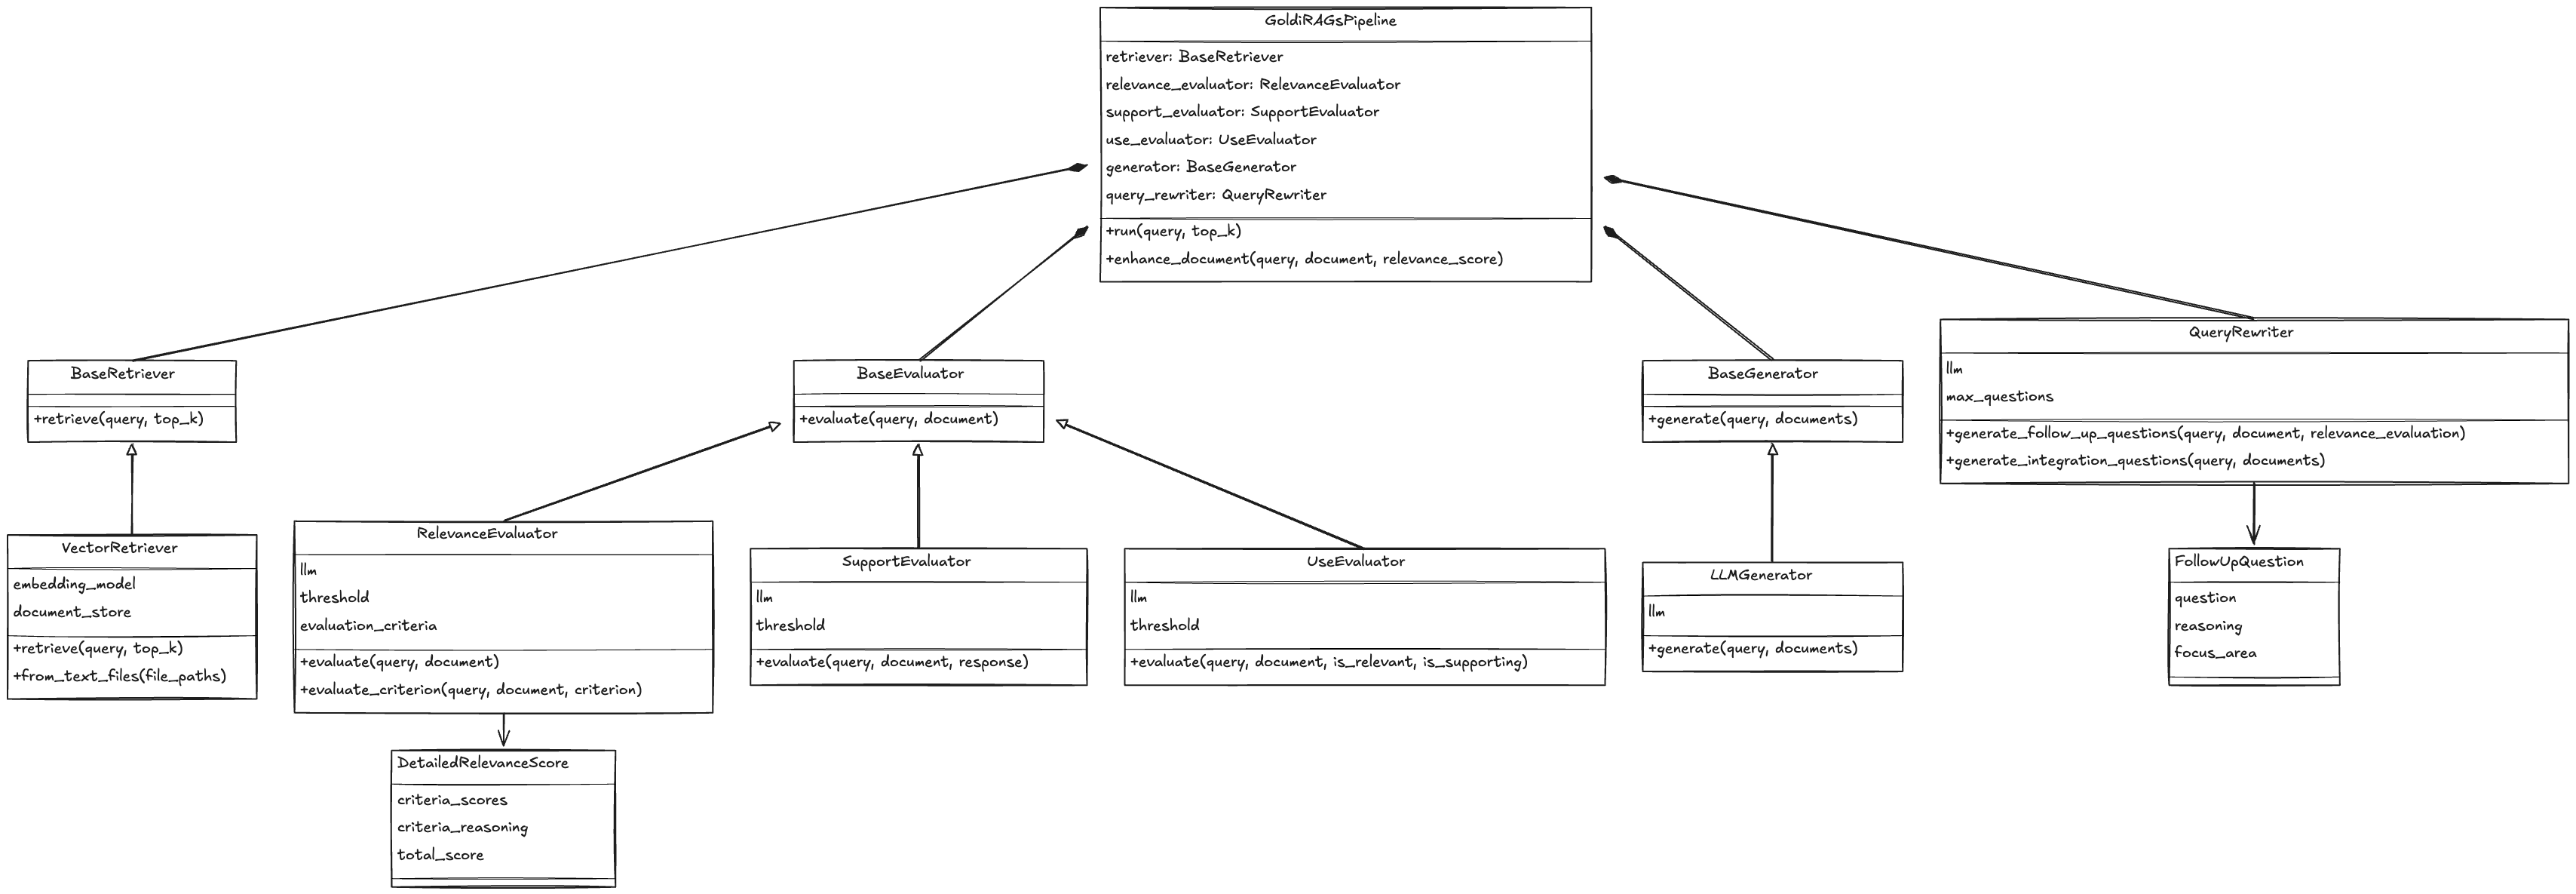 GoldiRAGsPipeline
retriever: BaseRetriever
relevance_evaluator: RelevanceEvaluator
support_evaluator: SupportEvaluator
use_evaluator: UseEvaluator
generator: BaseGenerator
query_rewriter: QueryRewriter
+run(query, top_k)
+enhance_document(query, document, relevance_score)
BaseRetriever
+retrieve(query, top_k)
BaseEvaluator
+evaluate(query, document)
BaseGenerator
+generate(query, documents)
QueryRewriter
llm
max_questions
+generate_follow_up_questions(query, document, relevance_evaluation)
+generate_integration_questions(query, documents)
VectorRetriever
embedding_model
document_store
+retrieve(query, top_k)
+from_text_files(file_paths)
RelevanceEvaluator
llm
threshold
evaluation_criteria
+evaluate(query, document)
+evaluate_criterion(query, document, criterion)
SupportEvaluator
llm
threshold
+evaluate(query, document, response)
UseEvaluator
llm
threshold
+evaluate(query, document, is_relevant, is_supporting)
LLMGenerator
llm
+generate(query, documents)
FollowUpQuestion
question
reasoning
focus_area
DetailedRelevanceScore
criteria_scores
criteria_reasoning
total_score